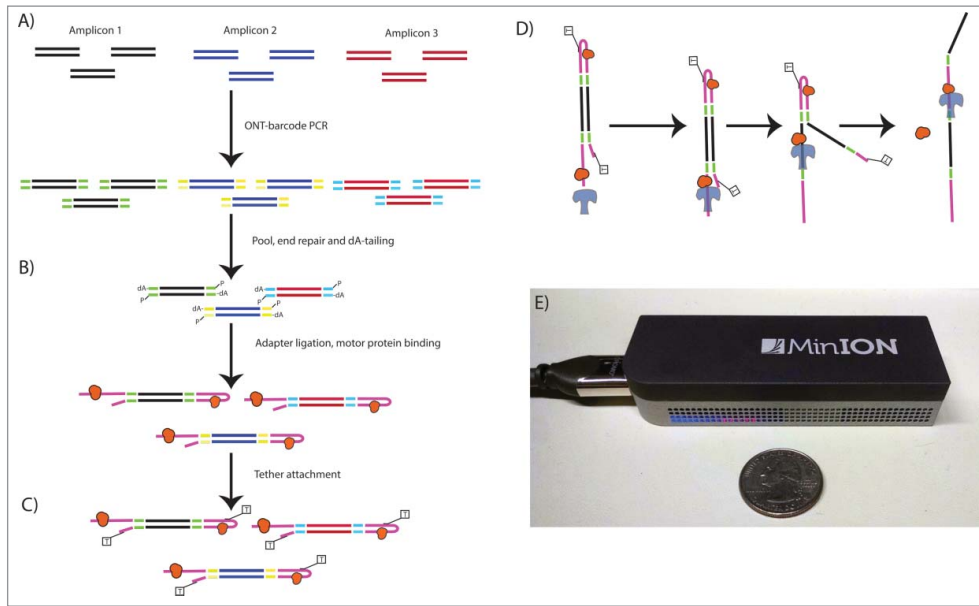 A)
Amplicon 1
Amplicon 2
Amplicon 3
ONT-barcode PCR
Pool, end repair and dA-tailing
B)
dA
P
P
dA
P
dA
dA
P
P
dA
Adapter ligation, motor protein binding
Tether attachment
C)
T
T
T
T
T
T
D)
T
T
T
T
T
T
E)
MinION